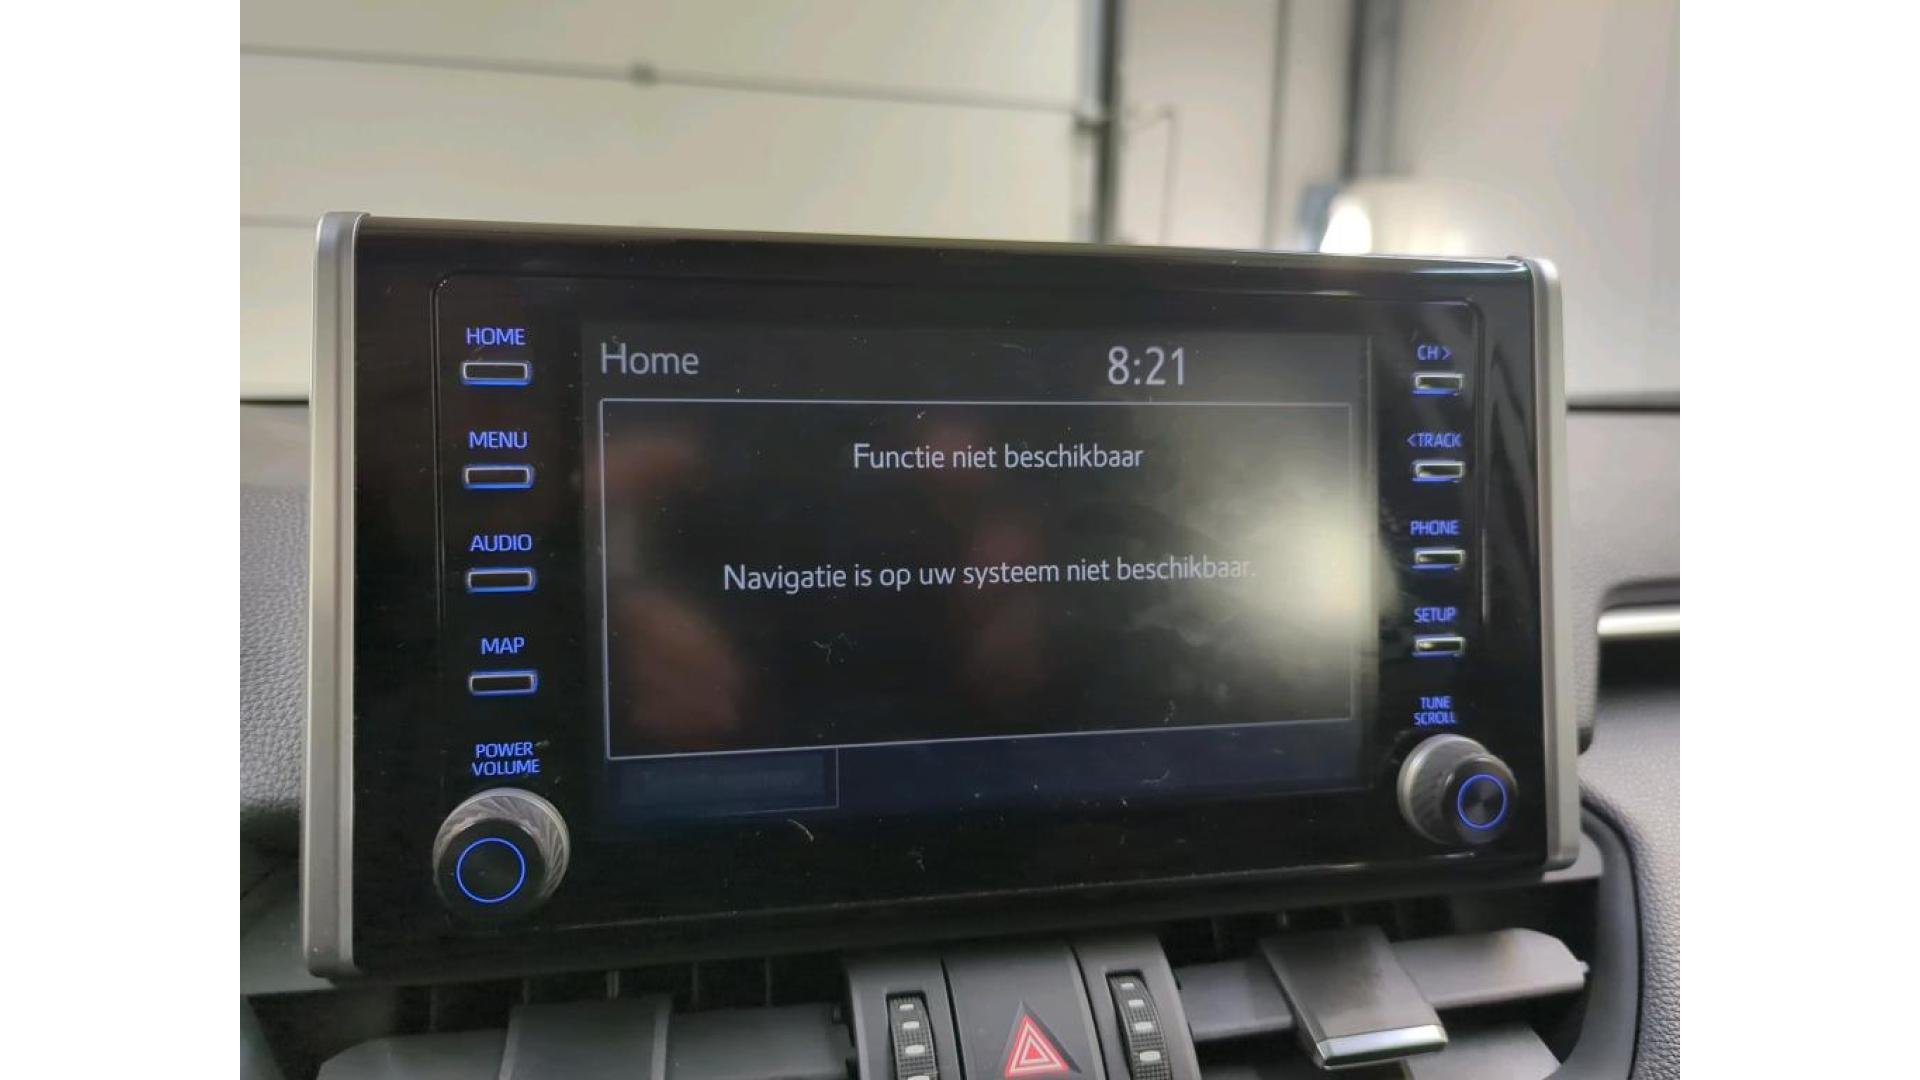 HOME
MENU
AUDIO
MAP
POWER
VOLUME
Home
8:21
Functie niet beschikbaar
Navigatie is op uw systeem niet beschikbaar.
CH>
<TRACK
PHONE
SETUP
TUNE
SCROLL